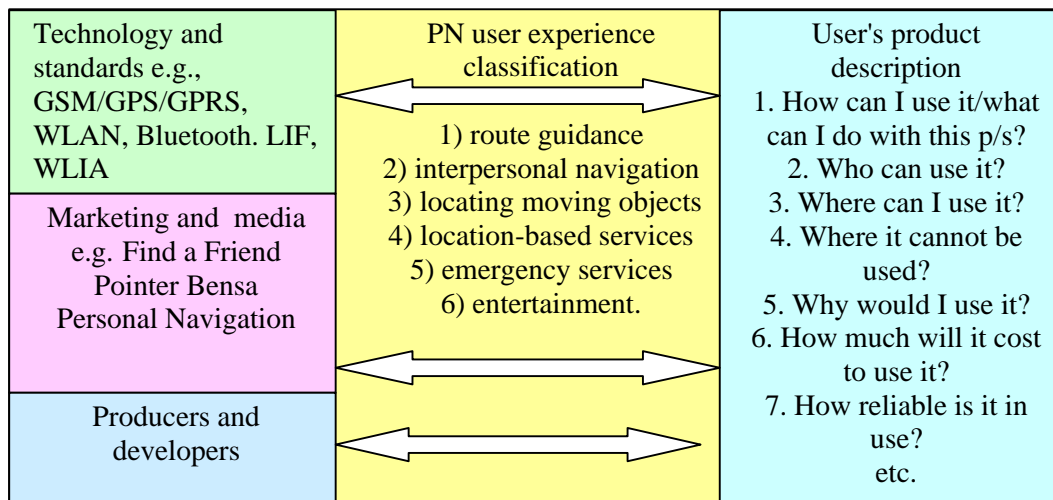 Technology and
standards e.g.,
GSM/GPS/GPRS,
WLAN, Bluetooth. LIF,
WLIA
Marketing and media
e.g. Find a Friend
Pointer Bensa
Personal Navigation
Producers and
developers
PN user experience
classification
1) route guidance
2) interpersonal navigation
3) locating moving objects
4) location-based services
5) emergency services
6) entertainment.
User's product
description
1. How can I use it/what
can I do with this p/s?
2. Who can use it?
3. Where can I use it?
4. Where it cannot be
used?
5. Why would I use it?
6. How much will it cost
to use it?
7. How reliable is it in
use?
etc.